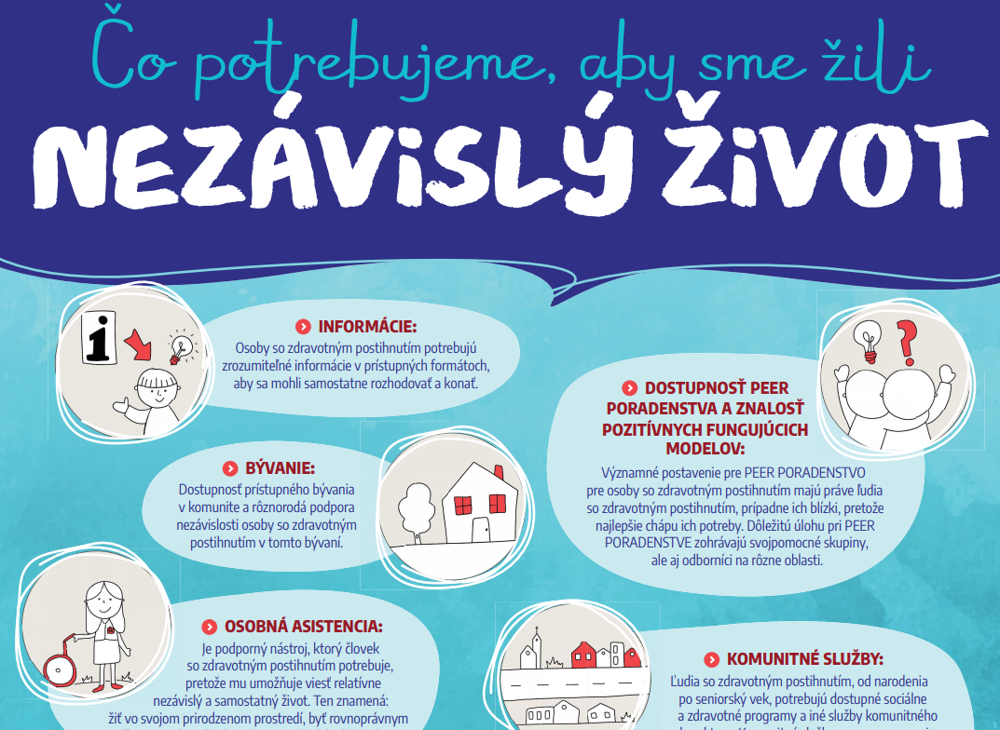 Čo potrebujeme, aby sme žili
NEZÁVISLÝ ŽIVOT
INFORMÁCIE:
Osoby so zdravotným postihnutím potrebujú
zrozumiteľné informácie v prístupných formátoch,
aby sa mohli samostatne rozhodovať a konať.
DOSTUPNOSŤ PEER
PORADENSTVA A ZNALOSŤ
POZITÍVNYCH FUNGUJÚCICH
MODELOV:
Významné postavenie pre PEER PORADENSTVO
pre osoby so zdravotným postihnutím majú práve ľudia
so zdravotným postihnutím, prípadne ich blízki, pretože
najlepšie chápu ich potreby. Dôležitú úlohu pri PEER
PORADENSTVE zohrávajú svojpomocné skupiny,
ale aj odborníci na rôzne oblasti.
BÝVANIE:
Dostupnosť prístupného bývania
v komunite a rôznorodá podpora
nezávislosti osoby so zdravotným
postihnutím v tomto bývaní.
OSOBNÁ ASISTENCIA:
Je podporný nástroj, ktorý človek
so zdravotným postihnutím potrebuje,
pretože mu umožňuje viesť relatívne
nezávislý a samostatný život. Ten znamená:
žiť vo svojom prirodzenom prostredí, byť rovnoprávnym
KOMUNITNÉ SLUŽBY:
Ľudia so zdravotným postihnutím, od narodenia
po seniorský vek, potrebujú dostupné sociálne
a zdravotné programy a iné služby komunitného